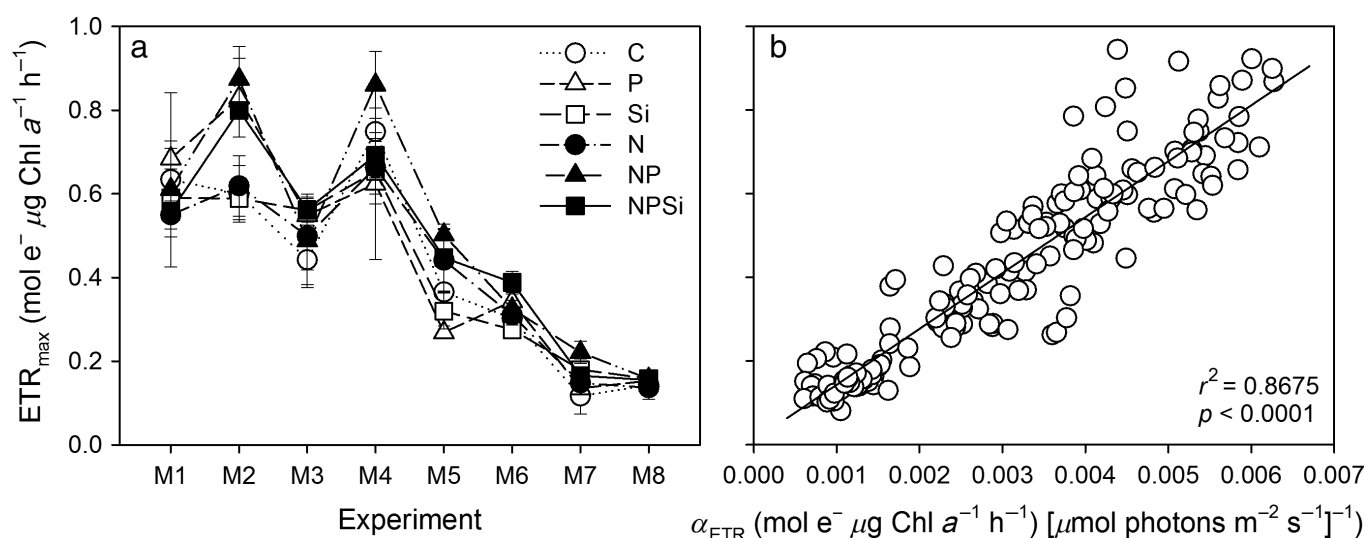 a
ETRmax (mol e− μg Chl a−1 h−1)
1.0
0.8
0.6
0.4
0.2
0.0
C
P
Si
N
NP
NPSi
M1 M2 M3 M4 M5 M6 M7 M8
Experiment
b
r2 = 0.8675
p < 0.0001
0.000 0.001 0.002 0.003 0.004 0.005 0.006 0.007
αETR (mol e− μg Chl a−1 h−1) [μmol photons m−2 s−1]−1)